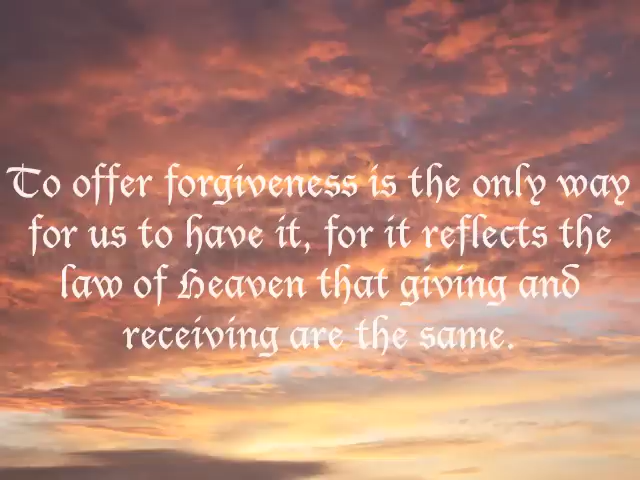 To offer forgiveness is the only way
for us to have it, for it reflects the
law of Heaven that giving and
receiving are the same.